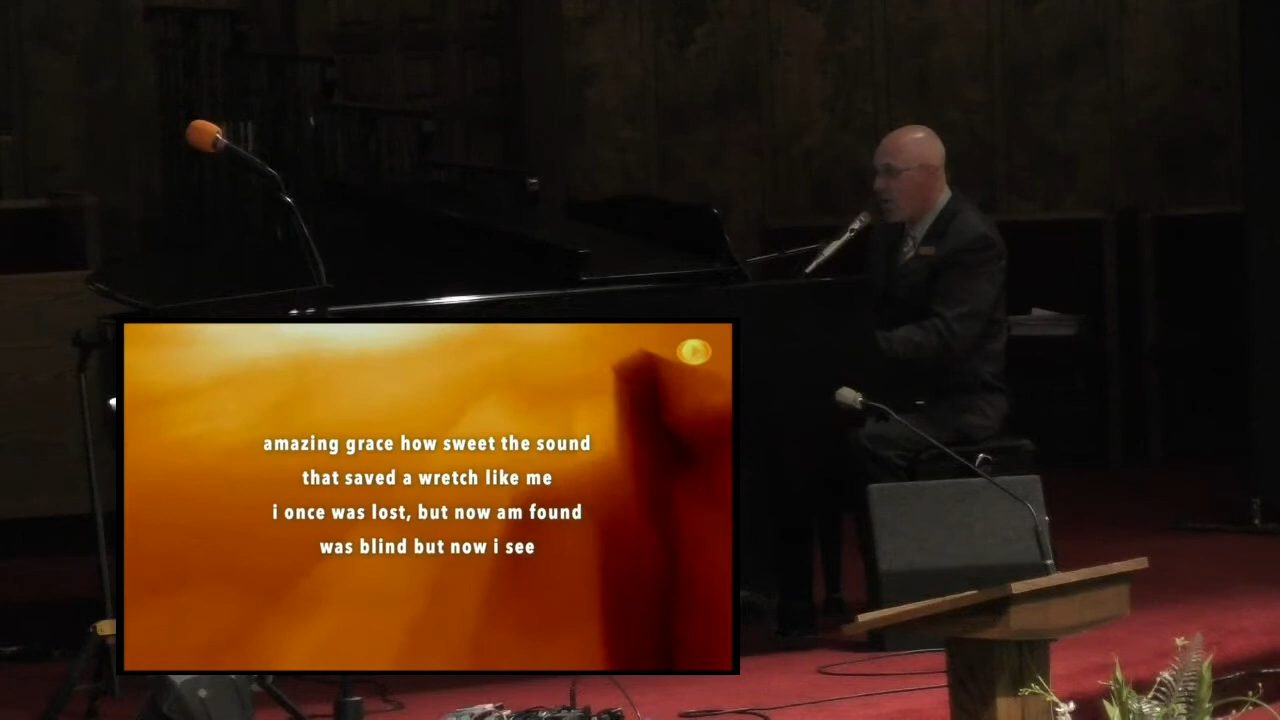 amazing grace how sweet the sound
that saved a wretch like me
i once was lost, but now am found
was blind but now i see